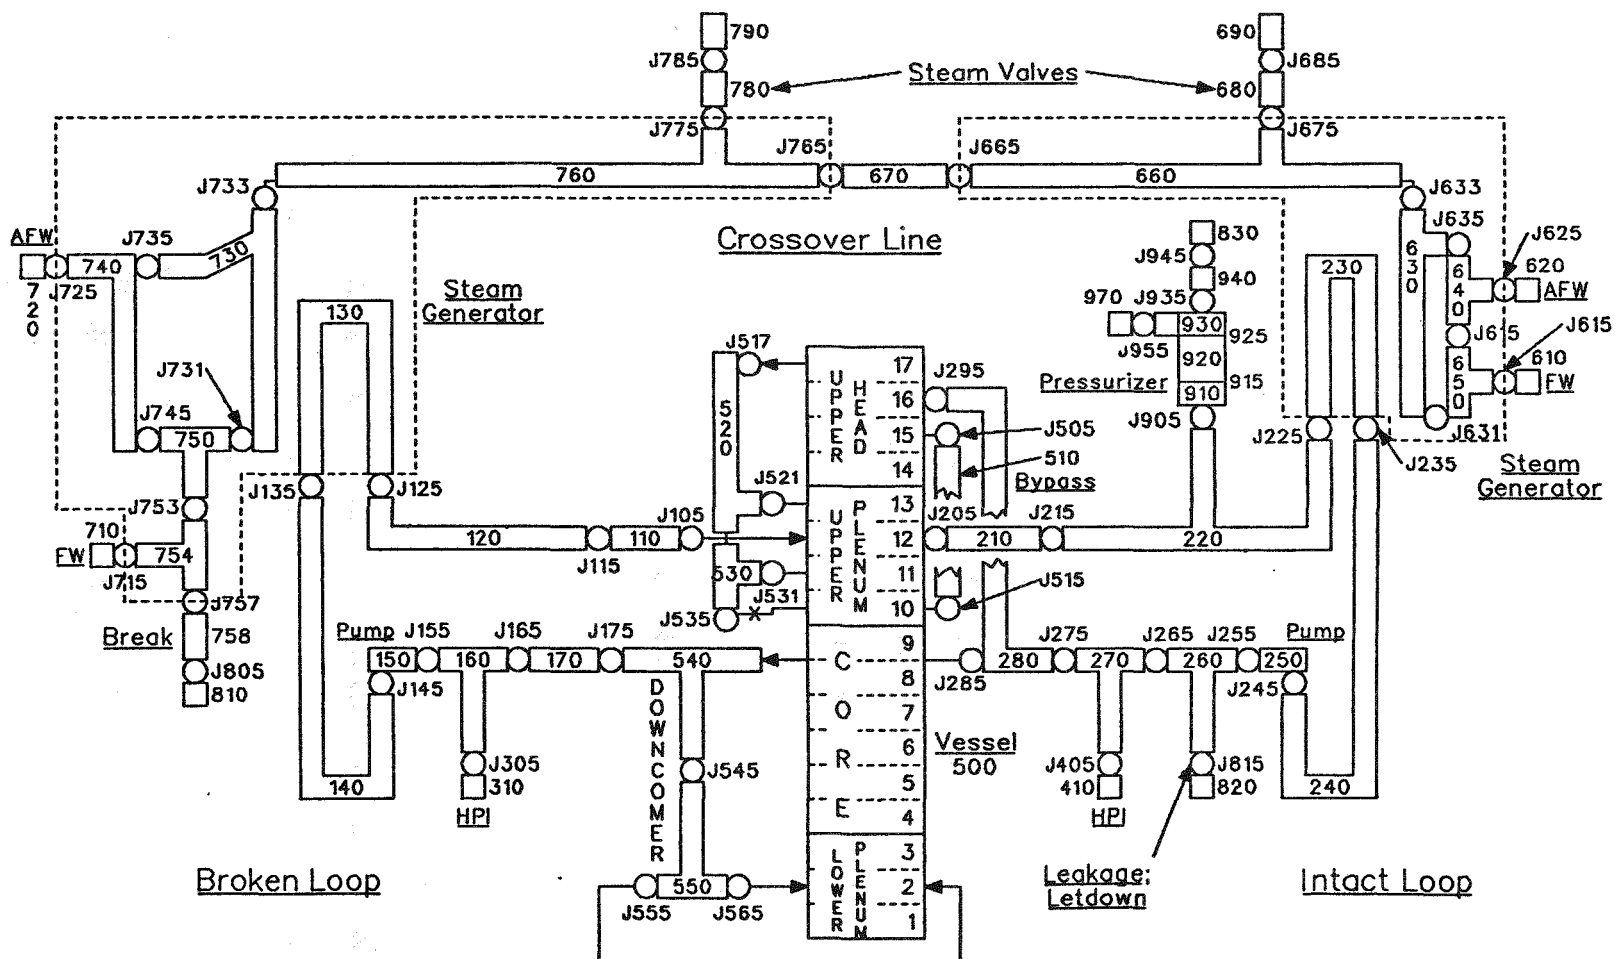 790
690
J785
J685
Steam Valves
780
680
J775
J675
J765
J665
760
670
660
J733
J633
AFW
J735
Crossover Line
830
J635
J625
730
740
J945
630
230
620
J725
720
Steam
Generator
940
640
AFW
970
J935
130
930
925
J615
J615
J517
J955
920
J731
17
J295
610
UPPER
HEAD
Pressurizer
915
650
FW
16
910
520
J745
15
J505
J905
750
J225
J631
14
510
J235
Steam
Generator
J135
J125
J521
Bypass
J753
13
UPPER
PLENUM
710
J105
J205
J215
120
110
12
210
220
FW
754
J115
530
11
J715
J531
J515
J757
J535
10
Break
Pump
J155
J165
J175
9
J275
J265
J255
Pump
758
150
160
170
540
CORE
280
270
260
250
J805
J145
8
J285
J245
810
DOWNCOMER
7
6
Vessel
500
J305
J545
J405
J815
310
5
410
820
140
240
HPI
4
HPI
3
LOWER
PLENUM
Broken Loop
Leakage;
Letdown
Intact Loop
550
2
J555
J565
1